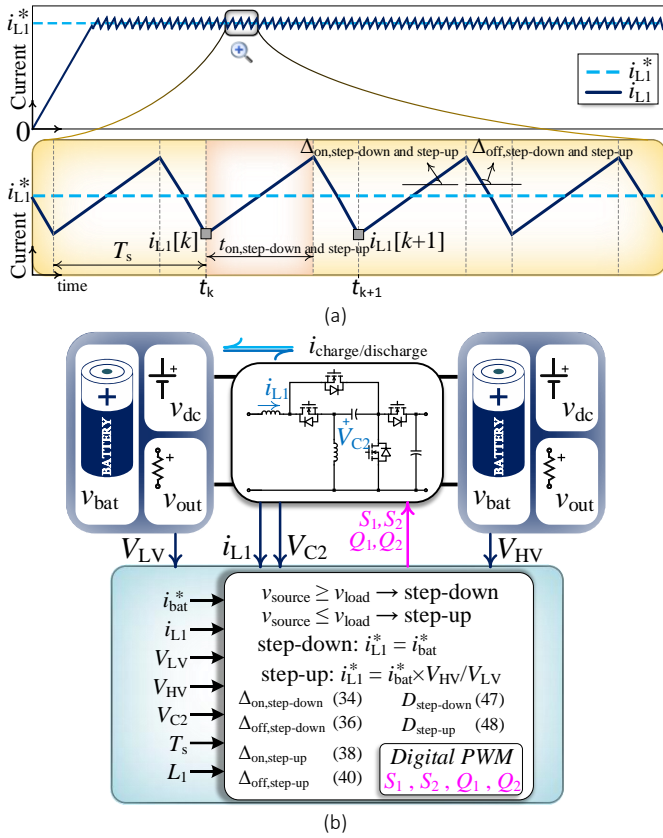 i*L1
Current
0
i*L1
iL1
Δon,step-down and step-up
Δoff,step-down and step-up
i*L1
Current
Ts
iL1[k]
ton,step-down and step-up
iL1[k+1]
time
tk
tk+1
(a)
icharge/discharge
BATTERY
vbat
vdc
vout
iL1
VC2
BATTERY
vbat
vdc
vout
VLV
iL1
VC2
S1,S2
Q1,Q2
VHV
i*bat
iL1
VLV
VHV
VC2
Ts
L1
vsource ≥ vload → step-down
vsource ≤ vload → step-up
step-down: i*L1 = i*bat
step-up: i*L1 = i*bat×VHV/VLV
Δon,step-down (34) Dstep-down (47)
Δoff,step-down (36) Dstep-up (48)
Δon,step-up (38)
Δoff,step-up (40)
Digital PWM
S1 , S2 , Q1 , Q2
(b)